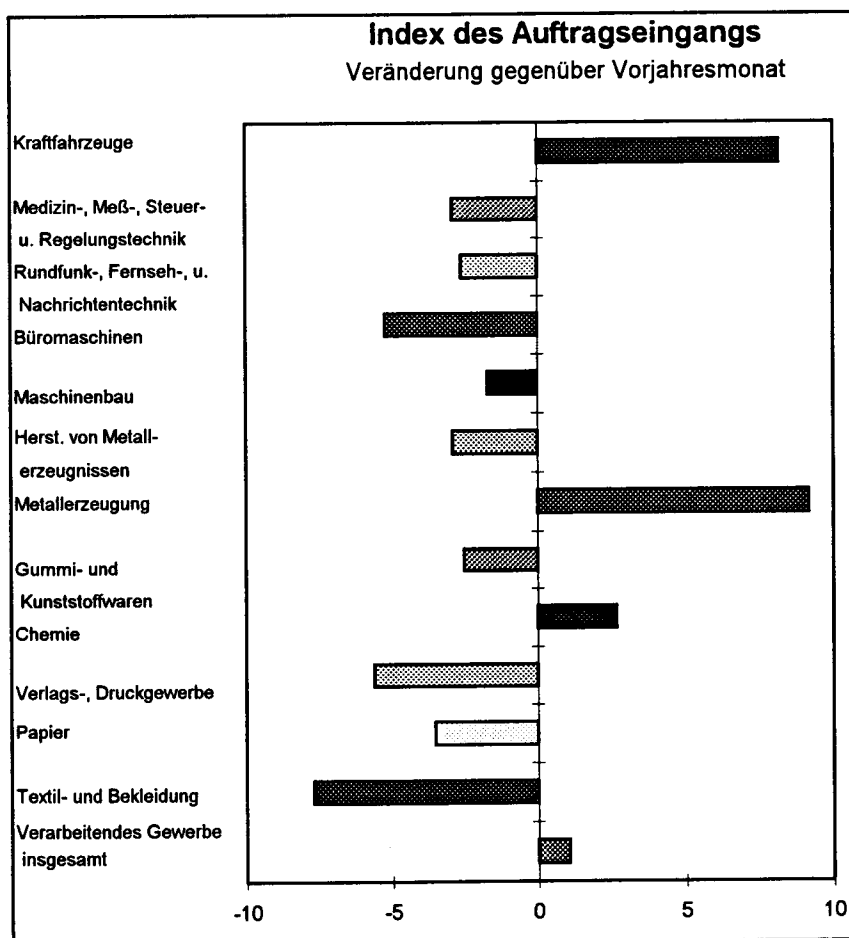 Index des Auftragseingangs
Veränderung gegenüber Vorjahresmonat
Kraftfahrzeuge
Medizin-, Meß-, Steuer-
u. Regelungstechnik
Rundfunk-, Fernseh-, u.
Nachrichtentechnik
Büromaschinen
Maschinenbau
Herst. von Metall-
erzeugnissen
Metallerzeugung
Gummi- und
Kunststoffwaren
Chemie
Verlags-, Druckgewerbe
Papier
Textil- und Bekleidung
Verarbeitendes Gewerbe
insgesamt
-10 -5 0 5 10